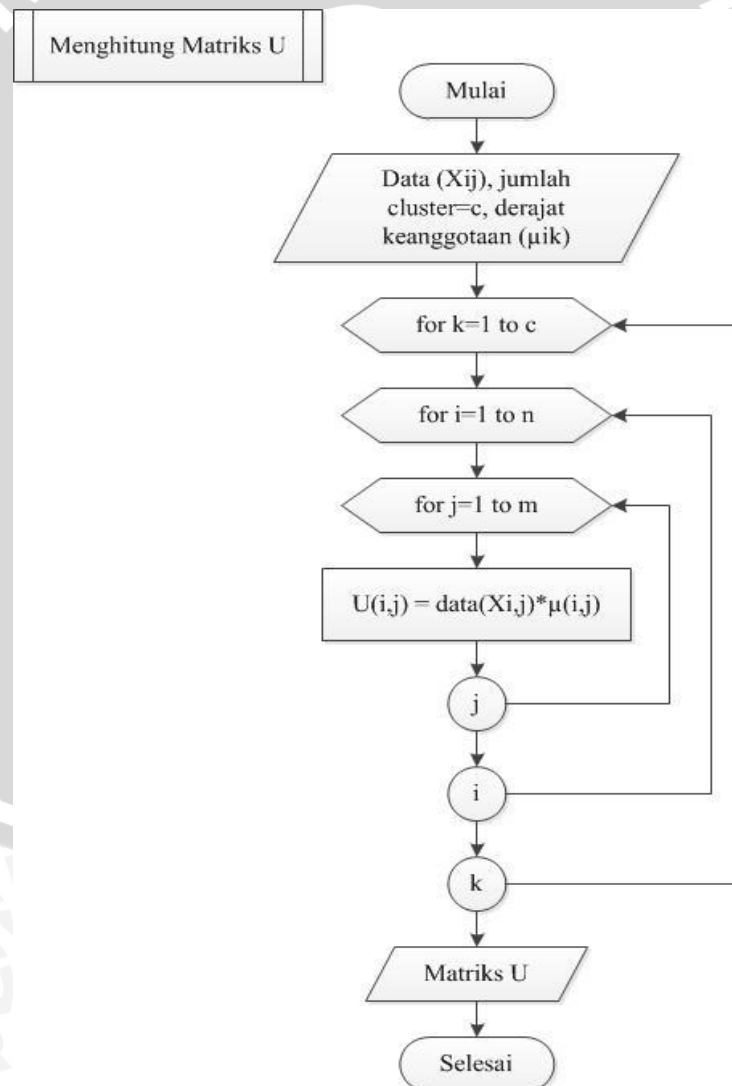 Menghitung Matriks U
Mulai
Data (Xij), jumlah
cluster=c, derajat
keanggotaan (µik)
for k=1 to c
for i=1 to n
for j=1 to m
U(i,j) = data(Xi,j)*µ(i,j)
j
i
k
Matriks U
Selesai